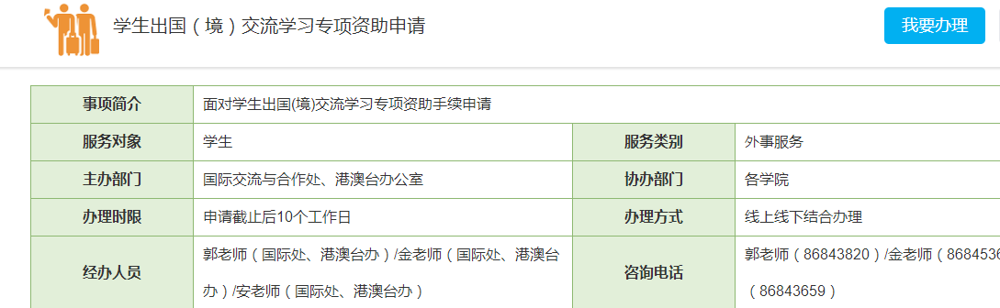 学生出国（境）交流学习专项资助申请
我要办理
事项简介 面对学生出国(境)交流学习专项资助手续申请
服务对象 学生 服务类别 外事服务
主办部门 国际交流与合作处、港澳台办公室 协办部门 各学院
办理时限 申请截止后10个工作日 办理方式 线上线下结合办理
经办人员 郭老师（国际处、港澳台办）/金老师（国际处、港澳台
办）/安老师（国际处、港澳台办） 咨询电话 郭老师（86843820）/金老师（8684536
（86843659）